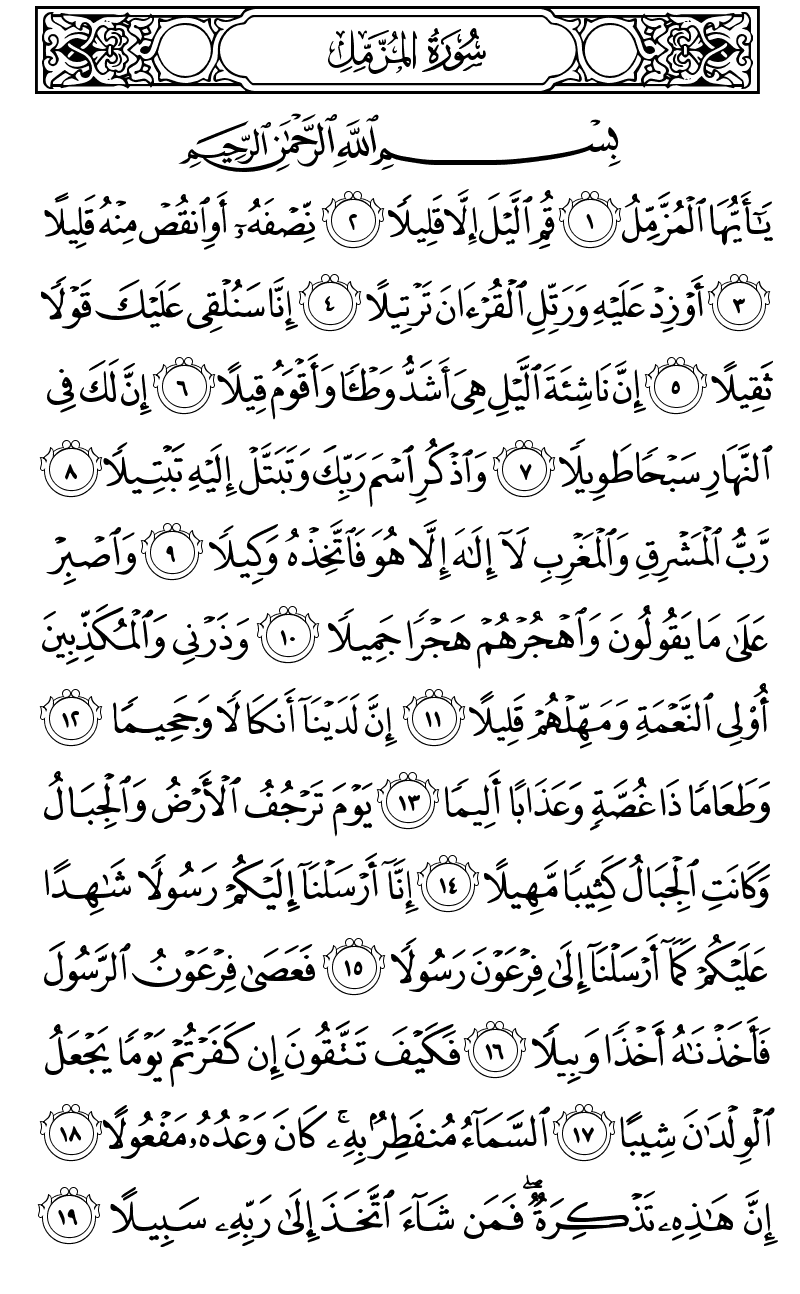 سُورَةُ المُزَّمِّلِ
بِسْمِ ٱللَّهِ ٱلرَّحْمَٰنِ ٱلرَّحِيمِ
يَـٰٓأَيُّهَا ٱلْمُزَّمِّلُ ١ قُمِ ٱلَّيْلَ إِلَّا قَلِيلًا ٢ نِّصْفَهُۥٓ أَوِ ٱنقُصْ مِنْهُ قَلِيلًا
٣ أَوْ زِدْ عَلَيْهِ وَرَتِّلِ ٱلْقُرْءَانَ تَرْتِيلًا ٤ إِنَّا سَنُلْقِى عَلَيْكَ قَوْلًا
ثَقِيلًا ٥ إِنَّ نَاشِئَةَ ٱلَّيْلِ هِىَ أَشَدُّ وَطْـًٔا وَأَقْوَمُ قِيلًا ٦ إِنَّ لَكَ فِى
ٱلنَّهَارِ سَبْحًا طَوِيلًا ٧ وَٱذْكُرِ ٱسْمَ رَبِّكَ وَتَبَتَّلْ إِلَيْهِ تَبْتِيلًا ٨
رَّبُّ ٱلْمَشْرِقِ وَٱلْمَغْرِبِ لَآ إِلَـٰهَ إِلَّا هُوَ فَٱتَّخِذْهُ وَكِيلًا ٩ وَٱصْبِرْ
عَلَىٰ مَا يَقُولُونَ وَٱهْجُرْهُمْ هَجْرًا جَمِيلًا ١٠ وَذَرْنِى وَٱلْمُكَذِّبِينَ
أُو۟لِى ٱلنَّعْمَةِ وَمَهِّلْهُمْ قَلِيلًا ١١ إِنَّ لَدَيْنَآ أَنكَالًا وَجَحِيمًا ١٢
وَطَعَامًا ذَا غُصَّةٍ وَعَذَابًا أَلِيمًا ١٣ يَوْمَ تَرْجُفُ ٱلْأَرْضُ وَٱلْجِبَالُ
وَكَانَتِ ٱلْجِبَالُ كَثِيبًا مَّهِيلًا ١٤ إِنَّآ أَرْسَلْنَآ إِلَيْكُمْ رَسُولًا شَـٰهِدًا
عَلَيْكُمْ كَمَآ أَرْسَلْنَآ إِلَىٰ فِرْعَوْنَ رَسُولًا ١٥ فَعَصَىٰ فِرْعَوْنُ ٱلرَّسُولَ
فَأَخَذْنَـٰهُ أَخْذًا وَبِيلًا ١٦ فَكَيْفَ تَتَّقُونَ إِن كَفَرْتُمْ يَوْمًا يَجْعَلُ
ٱلْوِلْدَٰنَ شِيبًا ١٧ ٱلسَّمَآءُ مُنفَطِرٌۢ بِهِۦ ۚ كَانَ وَعْدُهُۥ مَفْعُولًا ١٨
إِنَّ هَـٰذِهِۦ تَذْكِرَةٌ ۖ فَمَن شَآءَ ٱتَّخَذَ إِلَىٰ رَبِّهِۦ سَبِيلًا ١٩